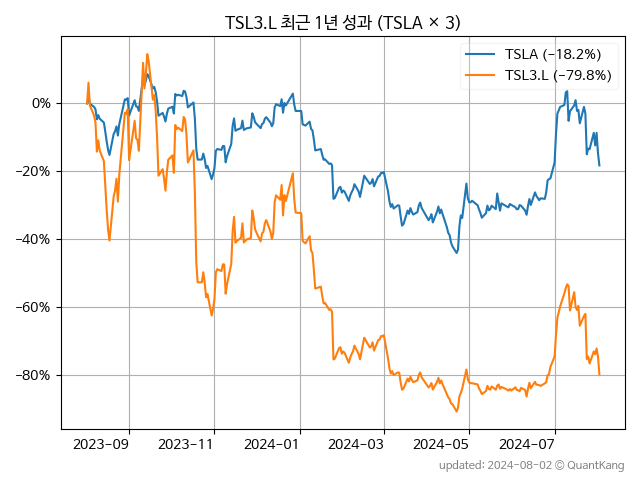 TSL3.L 최근 1년 성과 (TSLA × 3)
TSLA (−18.2%)
TSL3.L (−79.8%)
0%
−20%
−40%
−60%
−80%
2023-09 2023-11 2024-01 2024-03 2024-05 2024-07
updated: 2024-08-02 © QuantKang